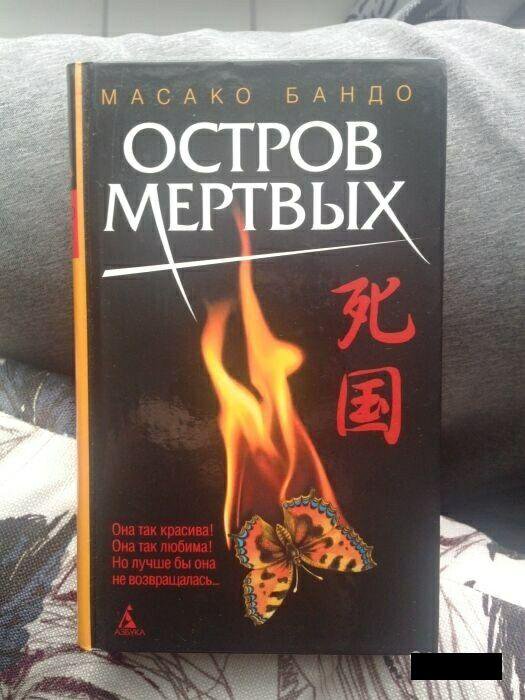 МАСАКО БАНДО
ОСТРОВ
МЕРТВЫХ
死
国
Она так красива!
Она так любима!
Но лучше бы она
не возвращалась...
АЗБУКА